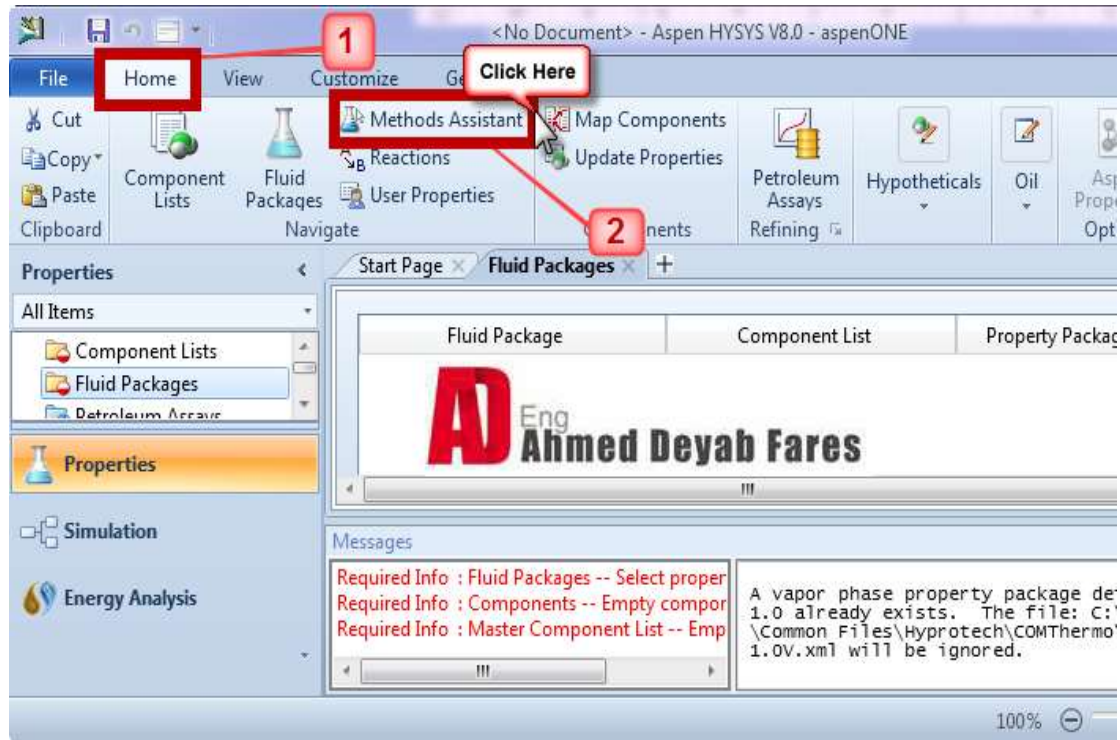 <No Document> - Aspen HYSYS V8.0 - aspenONE
1
File Home View Customize
Click Here
Cut
Copy
Paste
Clipboard
Component Lists
Fluid Packages
Methods Assistant
Reactions
User Properties
Navigate
Map Components
Update Properties
2
Petroleum Assays
Refining
Hypotheticals
Oil
Properties
All Items
Component Lists
Fluid Packages
Petroleum Assays
Properties
Simulation
Energy Analysis
Start Page Fluid Packages +
Fluid Package Component List Property Packag
AD
Eng
Ahmed Deyab Fares
Messages
Required Info : Fluid Packages -- Select proper
Required Info : Components -- Empty compor
Required Info : Master Component List -- Emp
A vapor phase property package de
1.0 already exists. The file: C:\
\Common Files\Hyprotech\COMThermo\
1.0V.xml will be ignored.
100%